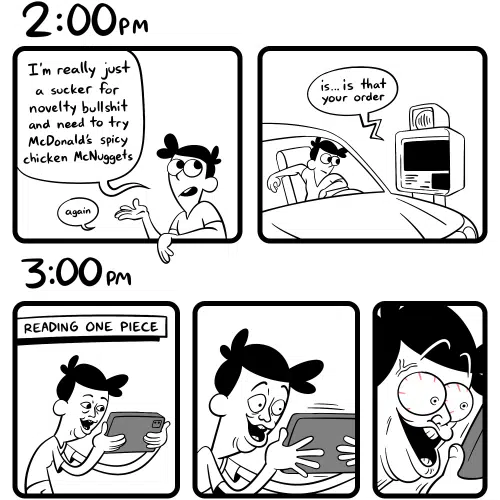 2:00PM
I'm really just
a sucker for
novelty bullshit
and need to try
McDonald's spicy
chicken McNuggets
again
is... is that
your order
3:00PM
READING ONE PIECE